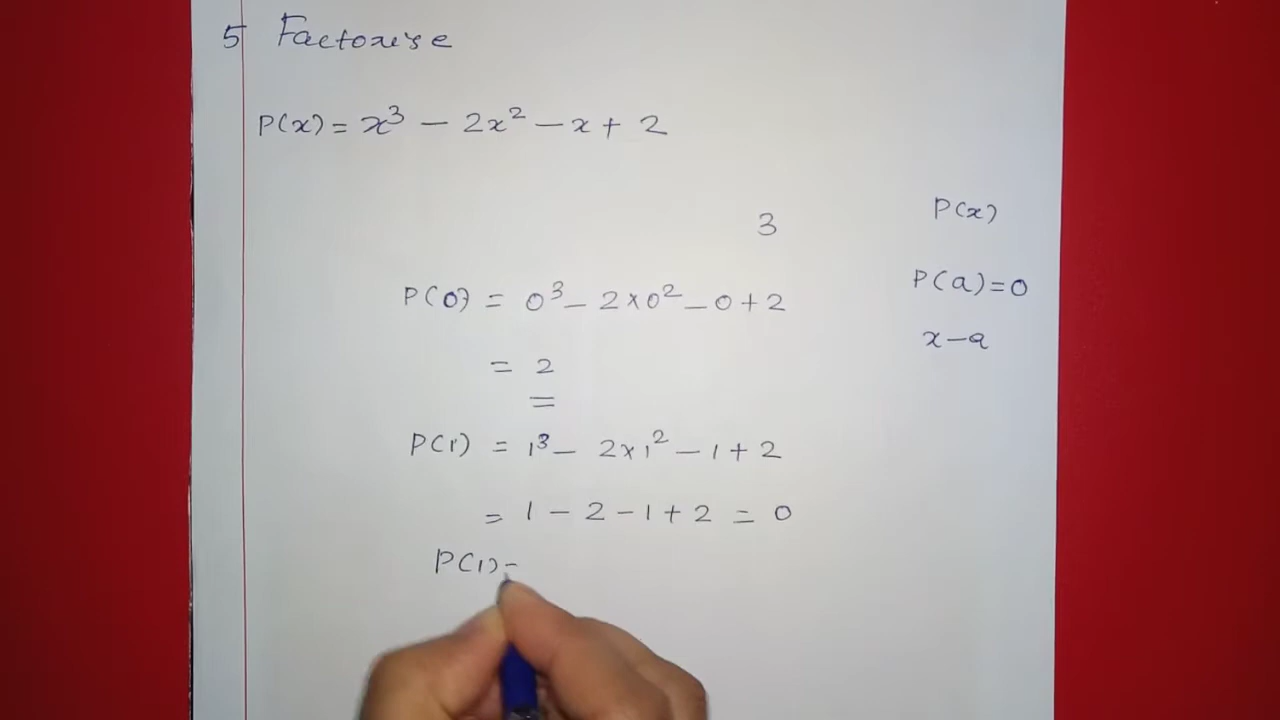 5 Factorise
P(x) = x³ – 2x² – x + 2
3
P(x)
P(0) = 0³ – 2×0² – 0 + 2
P(a) = 0
x – a
= 2
P(1) = 1³ – 2×1² – 1 + 2
= 1 – 2 – 1 + 2 = 0
P(1) =